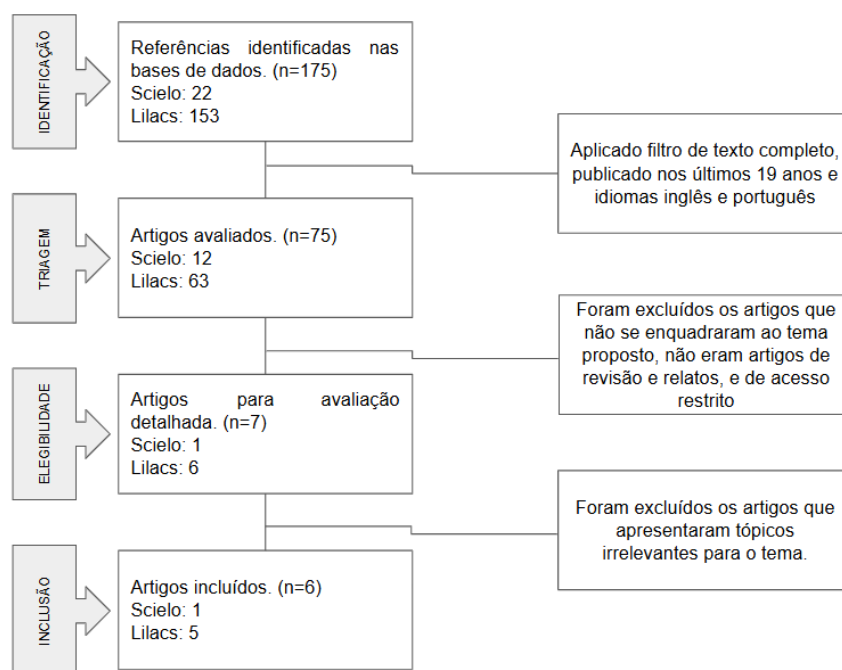 IDENTIFICAÇÃO
Referências identificadas nas
bases de dados. (n=175)
Scielo: 22
Lilacs: 153
Aplicado filtro de texto completo,
publicado nos últimos 19 anos e
idiomas inglês e português
TRIAGEM
Artigos avaliados. (n=75)
Scielo: 12
Lilacs: 63
Foram excluídos os artigos que
não se enquadraram ao tema
proposto, não eram artigos de
revisão e relatos, e de acesso
restrito
ELEGIBILIDADE
Artigos para avaliação
detalhada. (n=7)
Scielo: 1
Lilacs: 6
Foram excluídos os artigos que
apresentaram tópicos
irrelevantes para o tema.
INCLUSÃO
Artigos incluídos. (n=6)
Scielo: 1
Lilacs: 5